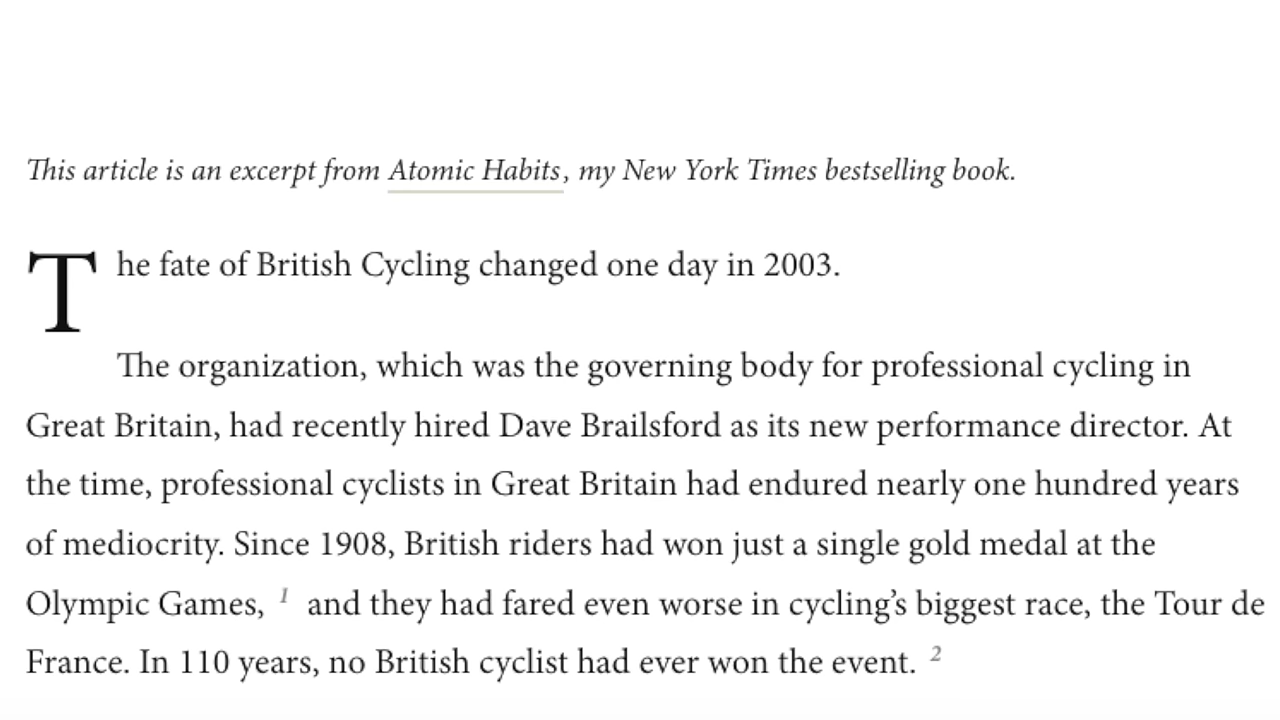 This article is an excerpt from Atomic Habits, my New York Times bestselling book.
The fate of British Cycling changed one day in 2003.
The organization, which was the governing body for professional cycling in
Great Britain, had recently hired Dave Brailsford as its new performance director. At
the time, professional cyclists in Great Britain had endured nearly one hundred years
of mediocrity. Since 1908, British riders had won just a single gold medal at the
Olympic Games, 1 and they had fared even worse in cycling’s biggest race, the Tour de
France. In 110 years, no British cyclist had ever won the event. 2